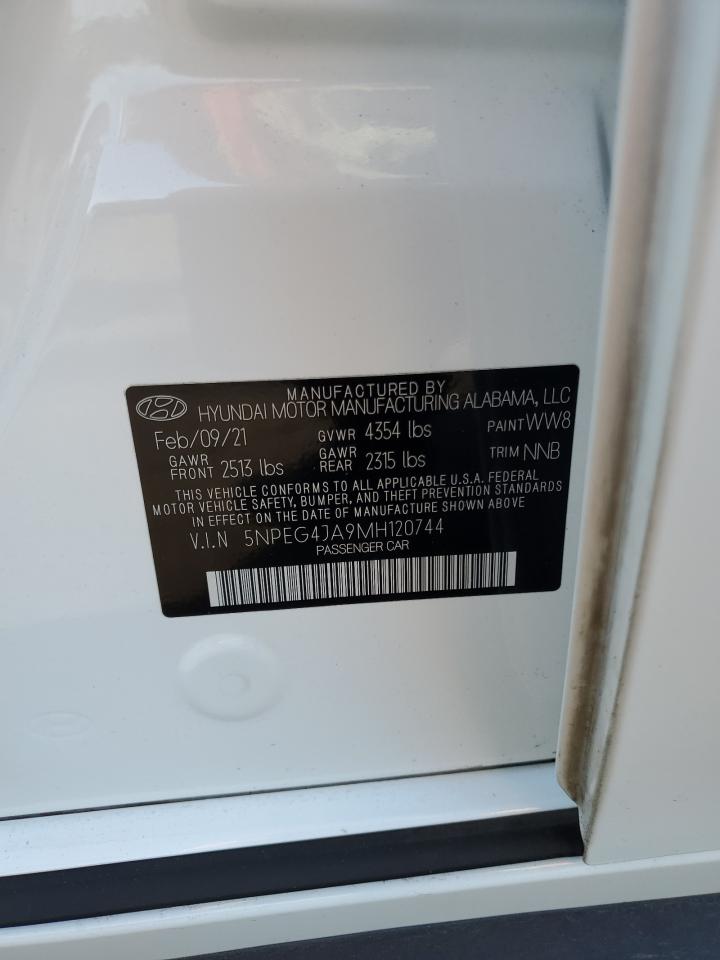 MANUFACTURED BY
HYUNDAI MOTOR MANUFACTURING ALABAMA, LLC
Feb/09/21 GVWR 4354 lbs PAINT WW8
GAWR FRONT 2513 lbs GAWR REAR 2315 lbs TRIM NNB
THIS VEHICLE CONFORMS TO ALL APPLICABLE U.S.A. FEDERAL
MOTOR VEHICLE SAFETY, BUMPER, AND THEFT PREVENTION STANDARDS
IN EFFECT ON THE DATE OF MANUFACTURE SHOWN ABOVE
V.I.N 5NPEG4JA9MH120744
PASSENGER CAR